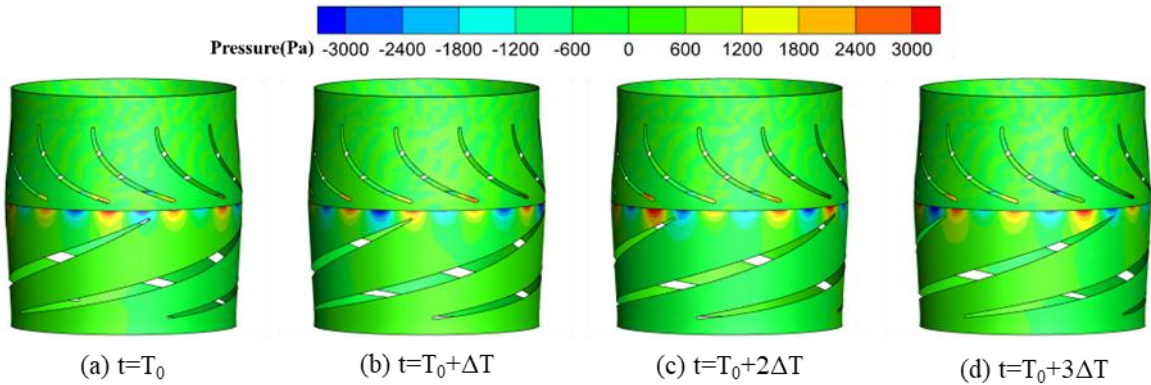 Pressure(Pa) -3000 -2400 -1800 -1200 -600 0 600 1200 1800 2400 3000
(a) t=T₀ (b) t=T₀+ΔT (c) t=T₀+2ΔT (d) t=T₀+3ΔT